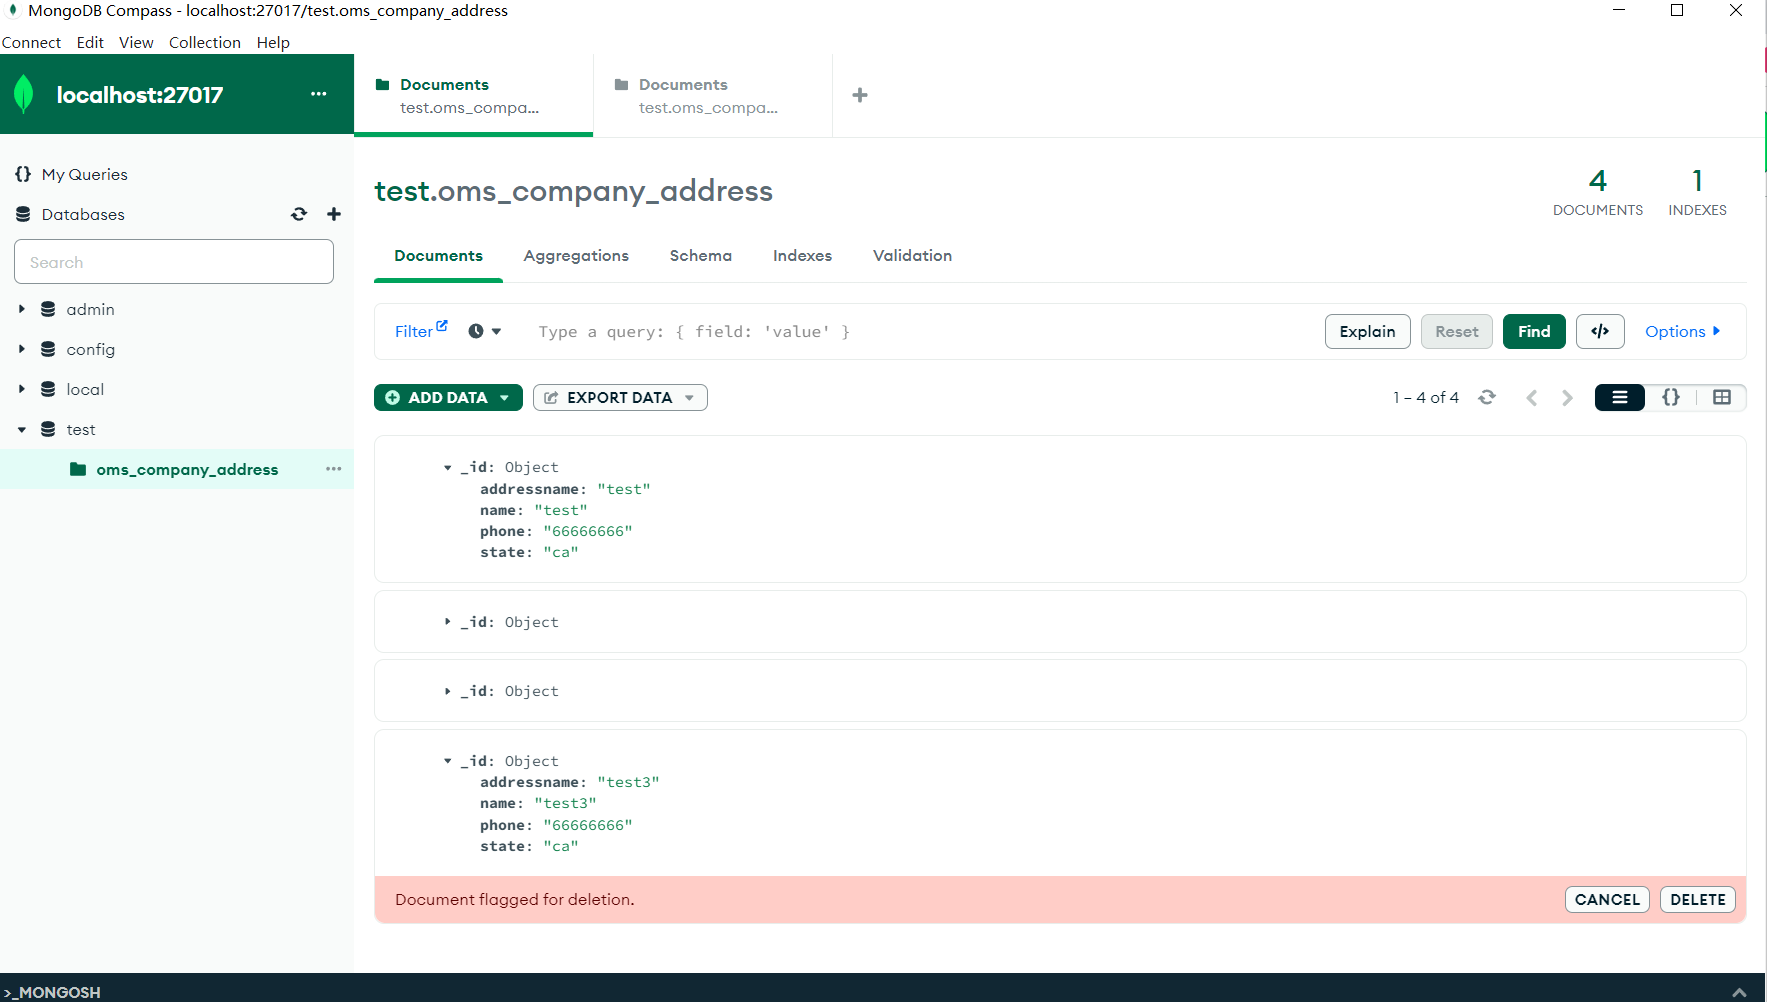 MongoDB Compass - localhost:27017/test.oms_company_address
Connect Edit View Collection Help
localhost:27017
Documents
test.oms_compa...
Documents
test.oms_compa...
My Queries
Databases
Search
admin
config
local
test
oms_company_address
test.oms_company_address
4
DOCUMENTS
1
INDEXES
Documents Aggregations Schema Indexes Validation
Filter Type a query: { field: 'value' } Explain Reset Find </> Options
ADD DATA EXPORT DATA 1 – 4 of 4 {}
_id: Object
addressname: "test"
name: "test"
phone: "66666666"
state: "ca"
_id: Object
_id: Object
_id: Object
addressname: "test3"
name: "test3"
phone: "66666666"
state: "ca"
Document flagged for deletion. CANCEL DELETE
>_MONGOSH